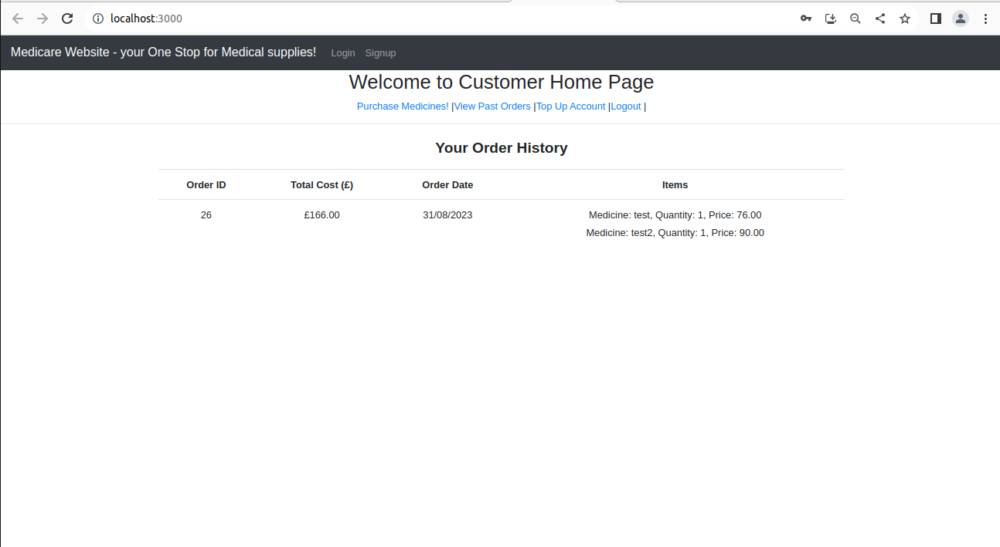 localhost:3000
Medicare Website - your One Stop for Medical supplies! Login Signup
Welcome to Customer Home Page
Purchase Medicines! |View Past Orders |Top Up Account |Logout |
Your Order History
Order ID Total Cost (£) Order Date Items
26 £166.00 31/08/2023 Medicine: test, Quantity: 1, Price: 76.00
Medicine: test2, Quantity: 1, Price: 90.00